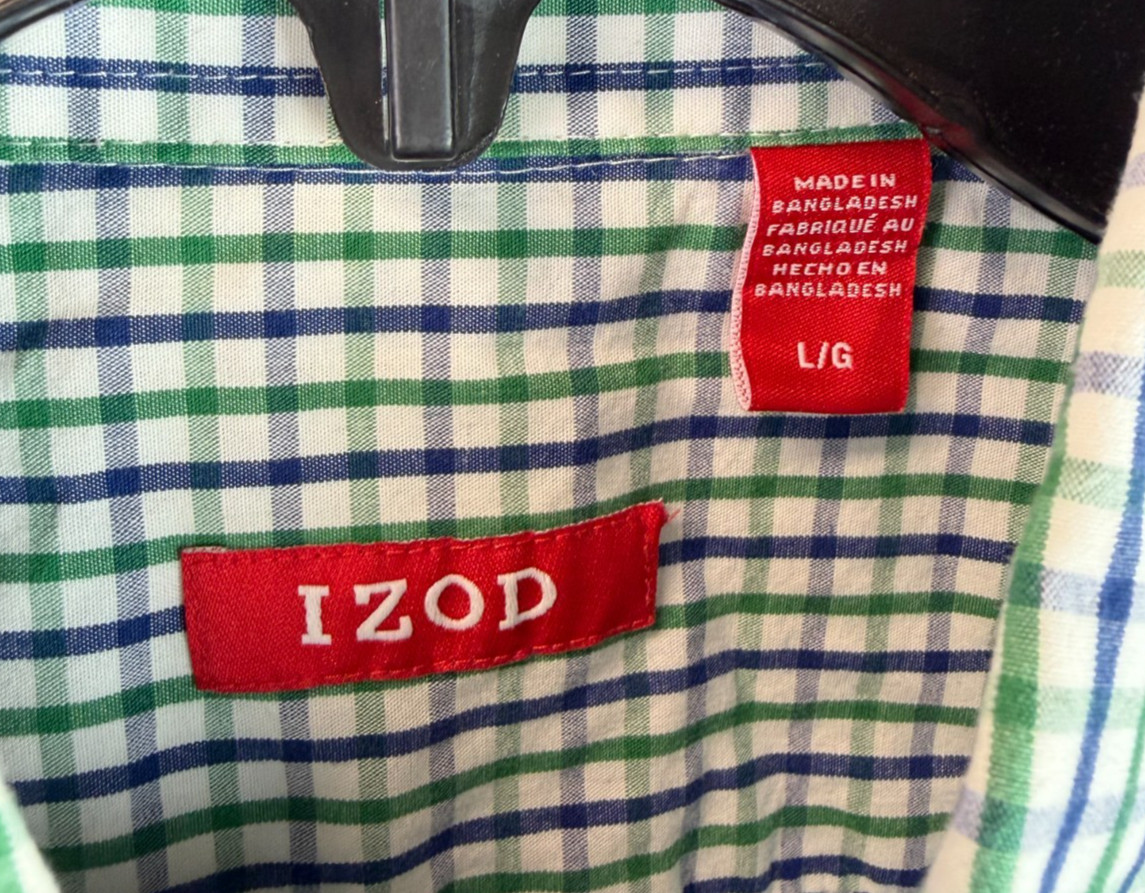 MADE IN
BANGLADESH
FABRIQUÉ AU
BANGLADESH
HECHO EN
BANGLADESH
L/G
IZOD